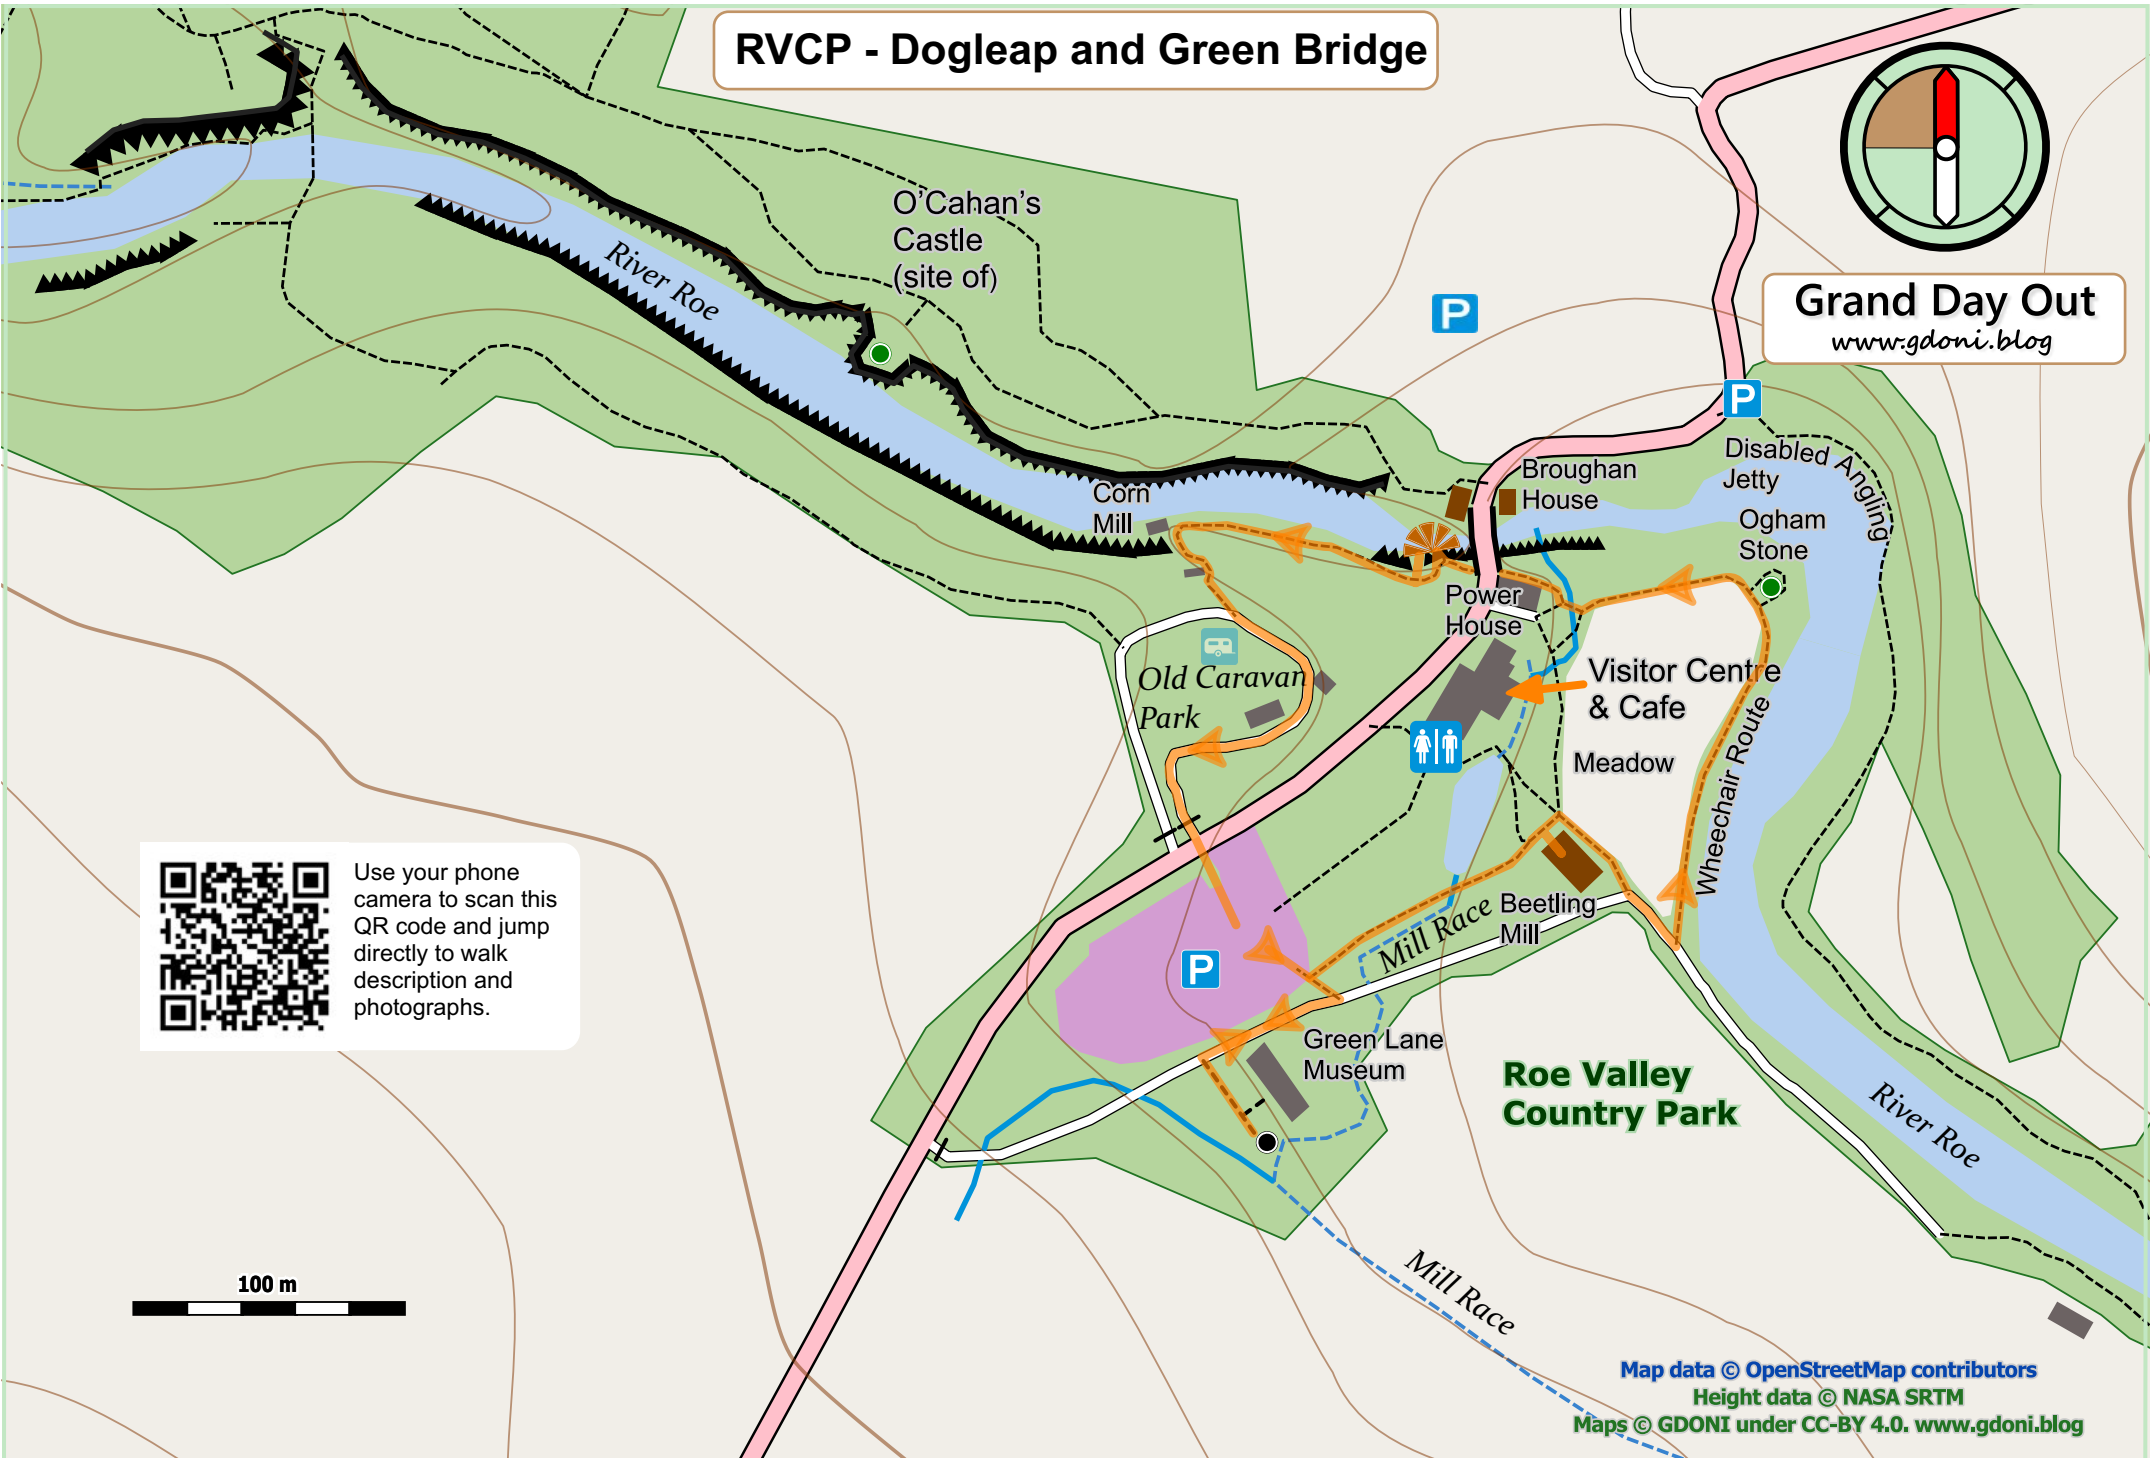 RVCP - Dogleap and Green Bridge
Grand Day Out
www.gdoni.blog
O'Cahan's
Castle
(site of)
River Roe
P
P
Disabled Angling
Jetty
Broughan
House
Corn
Mill
Ogham
Stone
Power
House
Old Caravan
Park
Visitor Centre
& Cafe
Meadow
Wheechair Route
Use your phone
camera to scan this
QR code and jump
directly to walk
description and
photographs.
Beetling
Mill
Mill Race
P
Green Lane
Museum
Roe Valley
Country Park
River Roe
Mill Race
100 m
Map data © OpenStreetMap contributors
Height data © NASA SRTM
Maps © GDONI under CC-BY 4.0. www.gdoni.blog